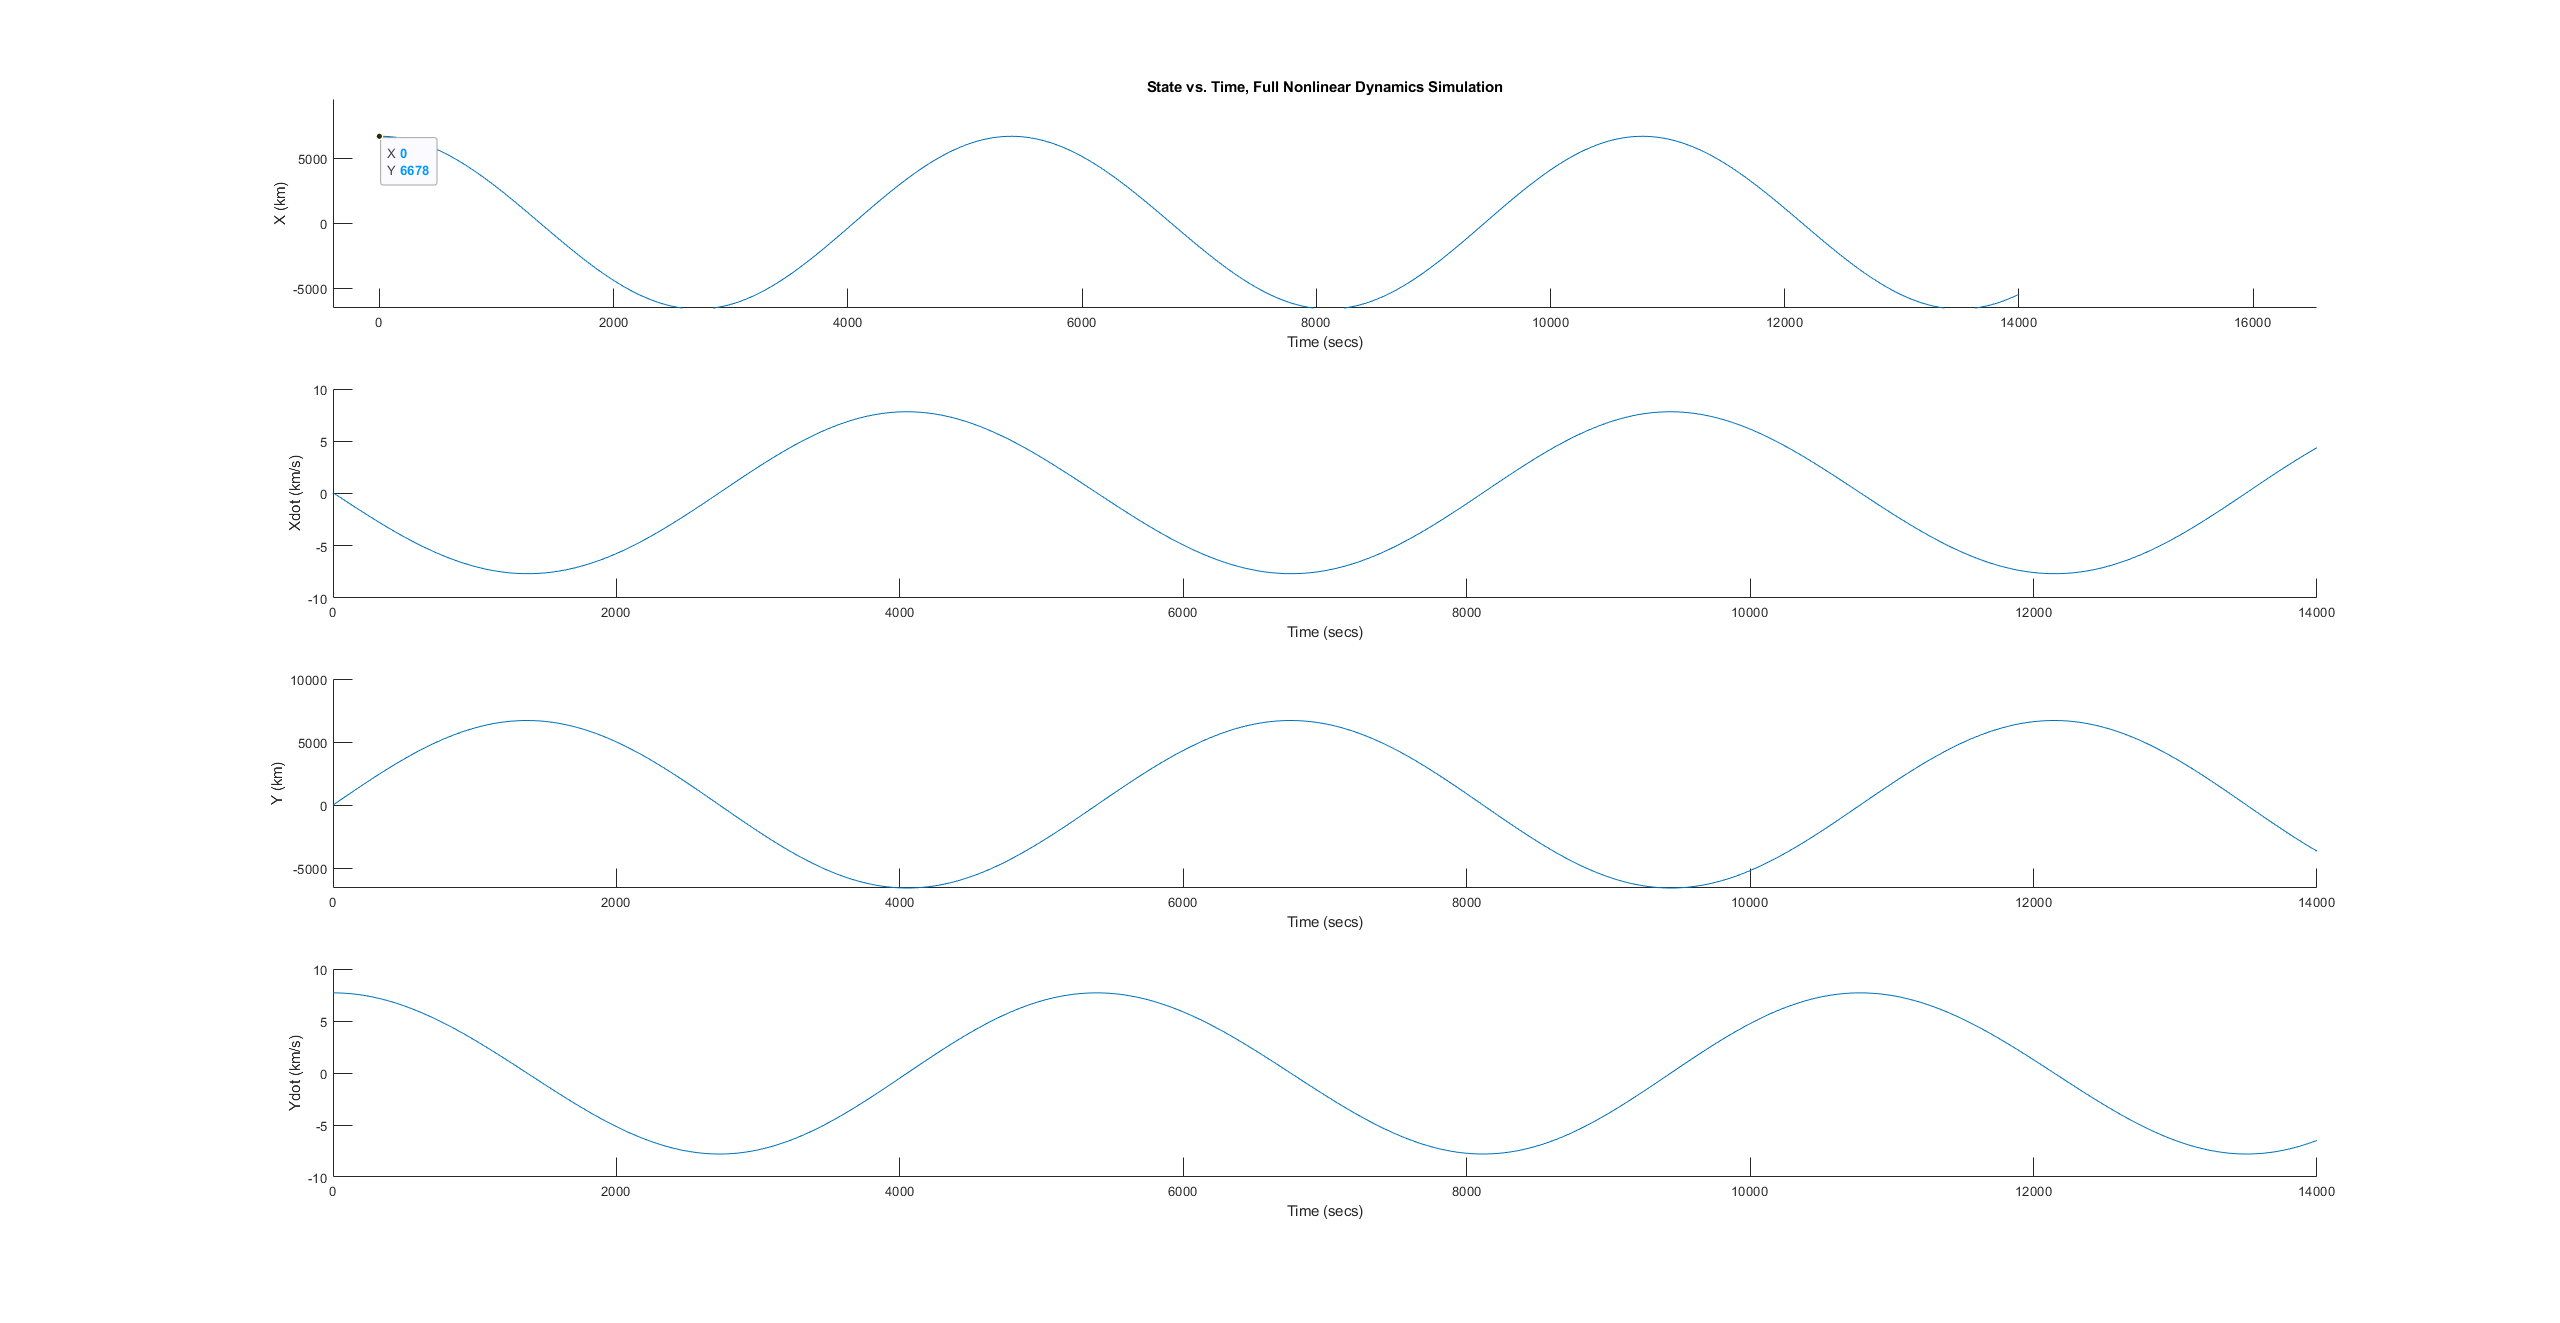 State vs. Time, Full Nonlinear Dynamics Simulation
X 0
Y 6678
5000
0
-5000
X (km)
0 2000 4000 6000 8000 10000 12000 14000 16000
Time (secs)
10
5
0
-5
-10
Xdot (km/s)
0 2000 4000 6000 8000 10000 12000 14000
Time (secs)
10000
5000
0
-5000
Y (km)
0 2000 4000 6000 8000 10000 12000 14000
Time (secs)
10
5
0
-5
-10
Ydot (km/s)
0 2000 4000 6000 8000 10000 12000 14000
Time (secs)